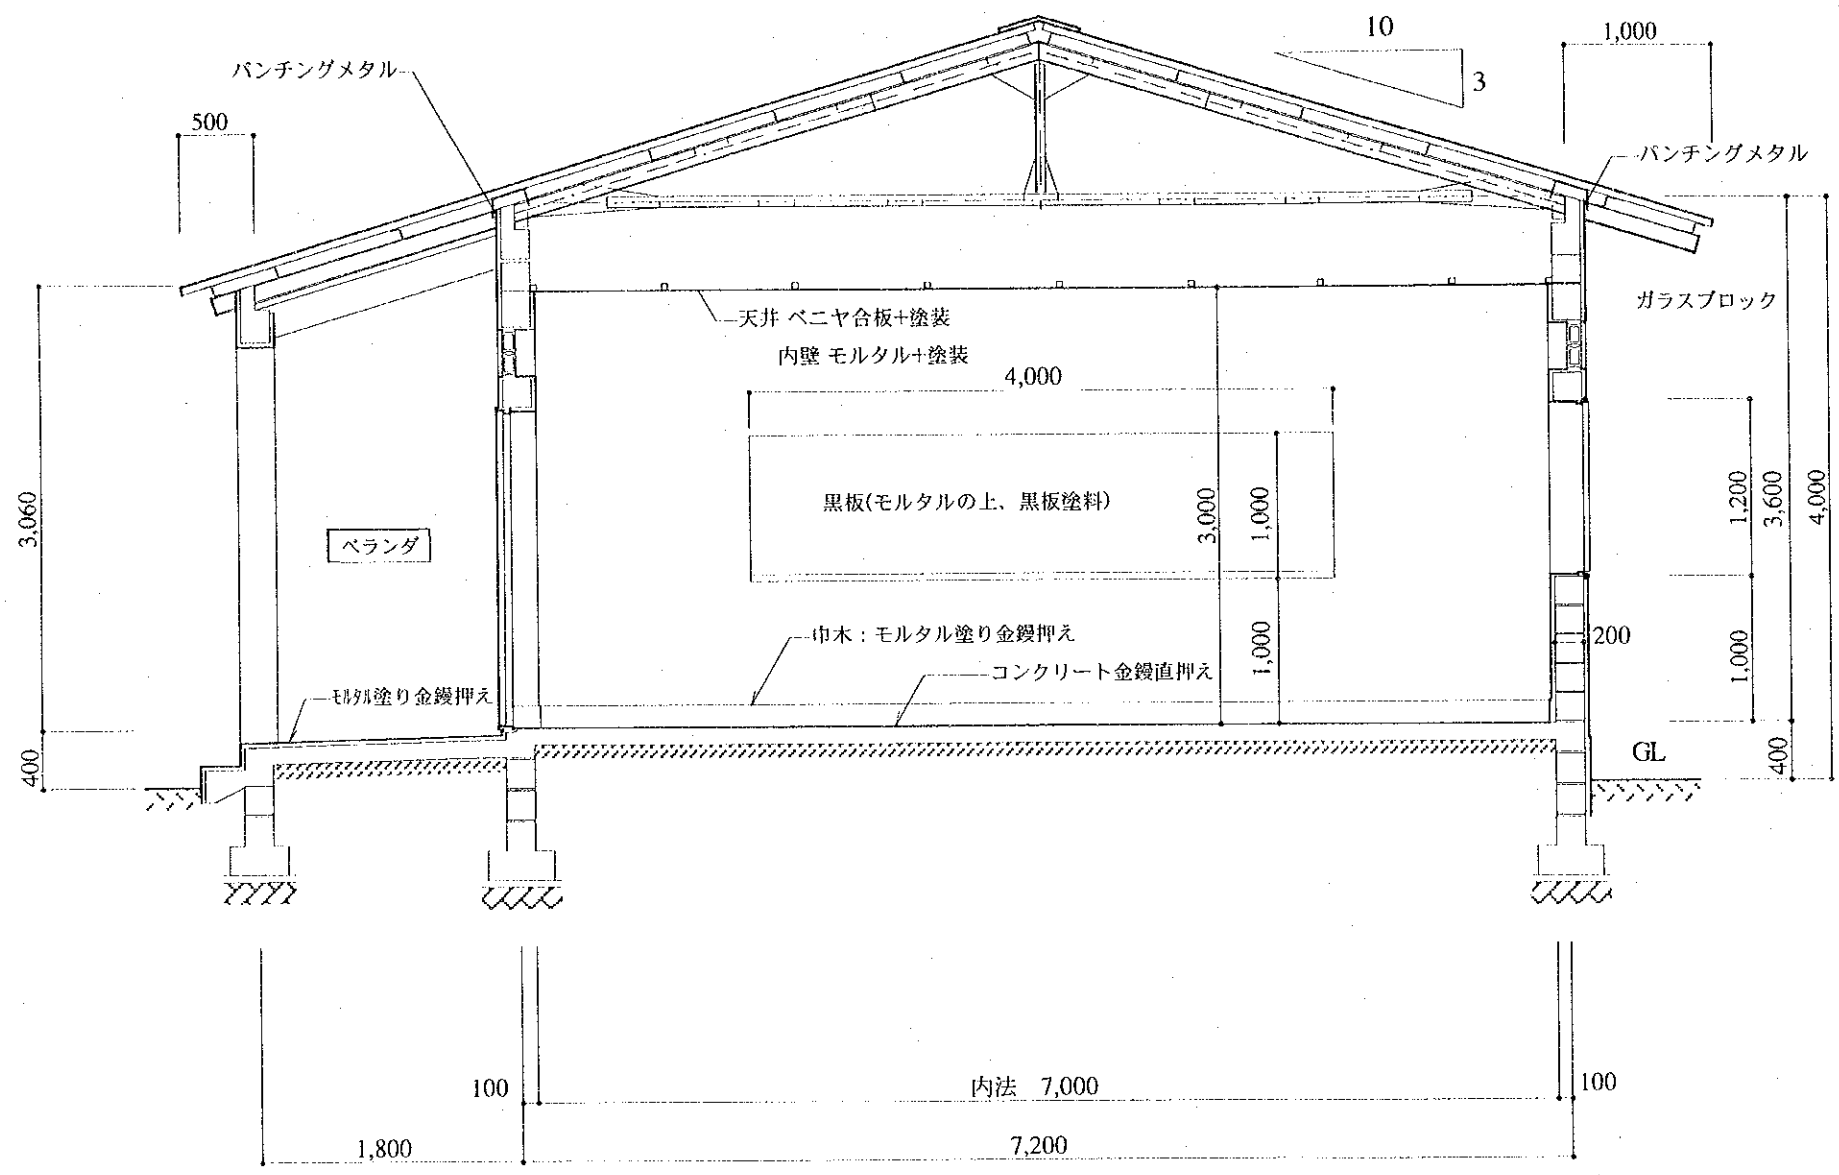 10
1,000
パンチングメタル
3
500
パンチングメタル
ガラスブロック
天井 ベニヤ合板+塗装
内壁 モルタル+塗装
4,000
黒板(モルタルの上、黒板塗料)
3,000
1,000
1,200
3,600
4,000
3,060
ベランダ
巾木：モルタル塗り金鏝押え
200
コンクリート金鏝直押え
1,000
1,000
モルタル塗り金鏝押え
GL
400
400
100
内法 7,000
100
1,800
7,200